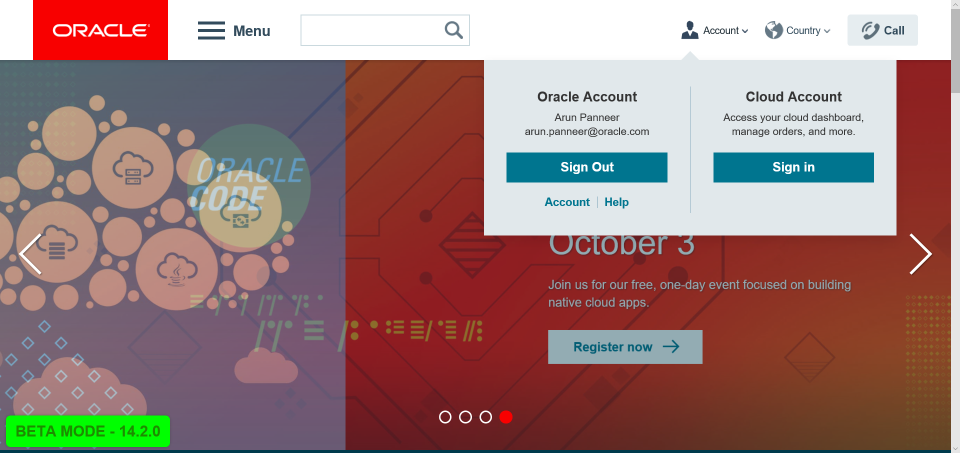 ORACLE
Menu
Account
Country
Call
Oracle Account
Arun Panneer
arun.panneer@oracle.com
Sign Out
Account | Help
Cloud Account
Access your cloud dashboard,
manage orders, and more.
Sign in
ORACLE
CODE
October 3
Join us for our free, one-day event focused on building
native cloud apps.
Register now
BETA MODE - 14.2.0